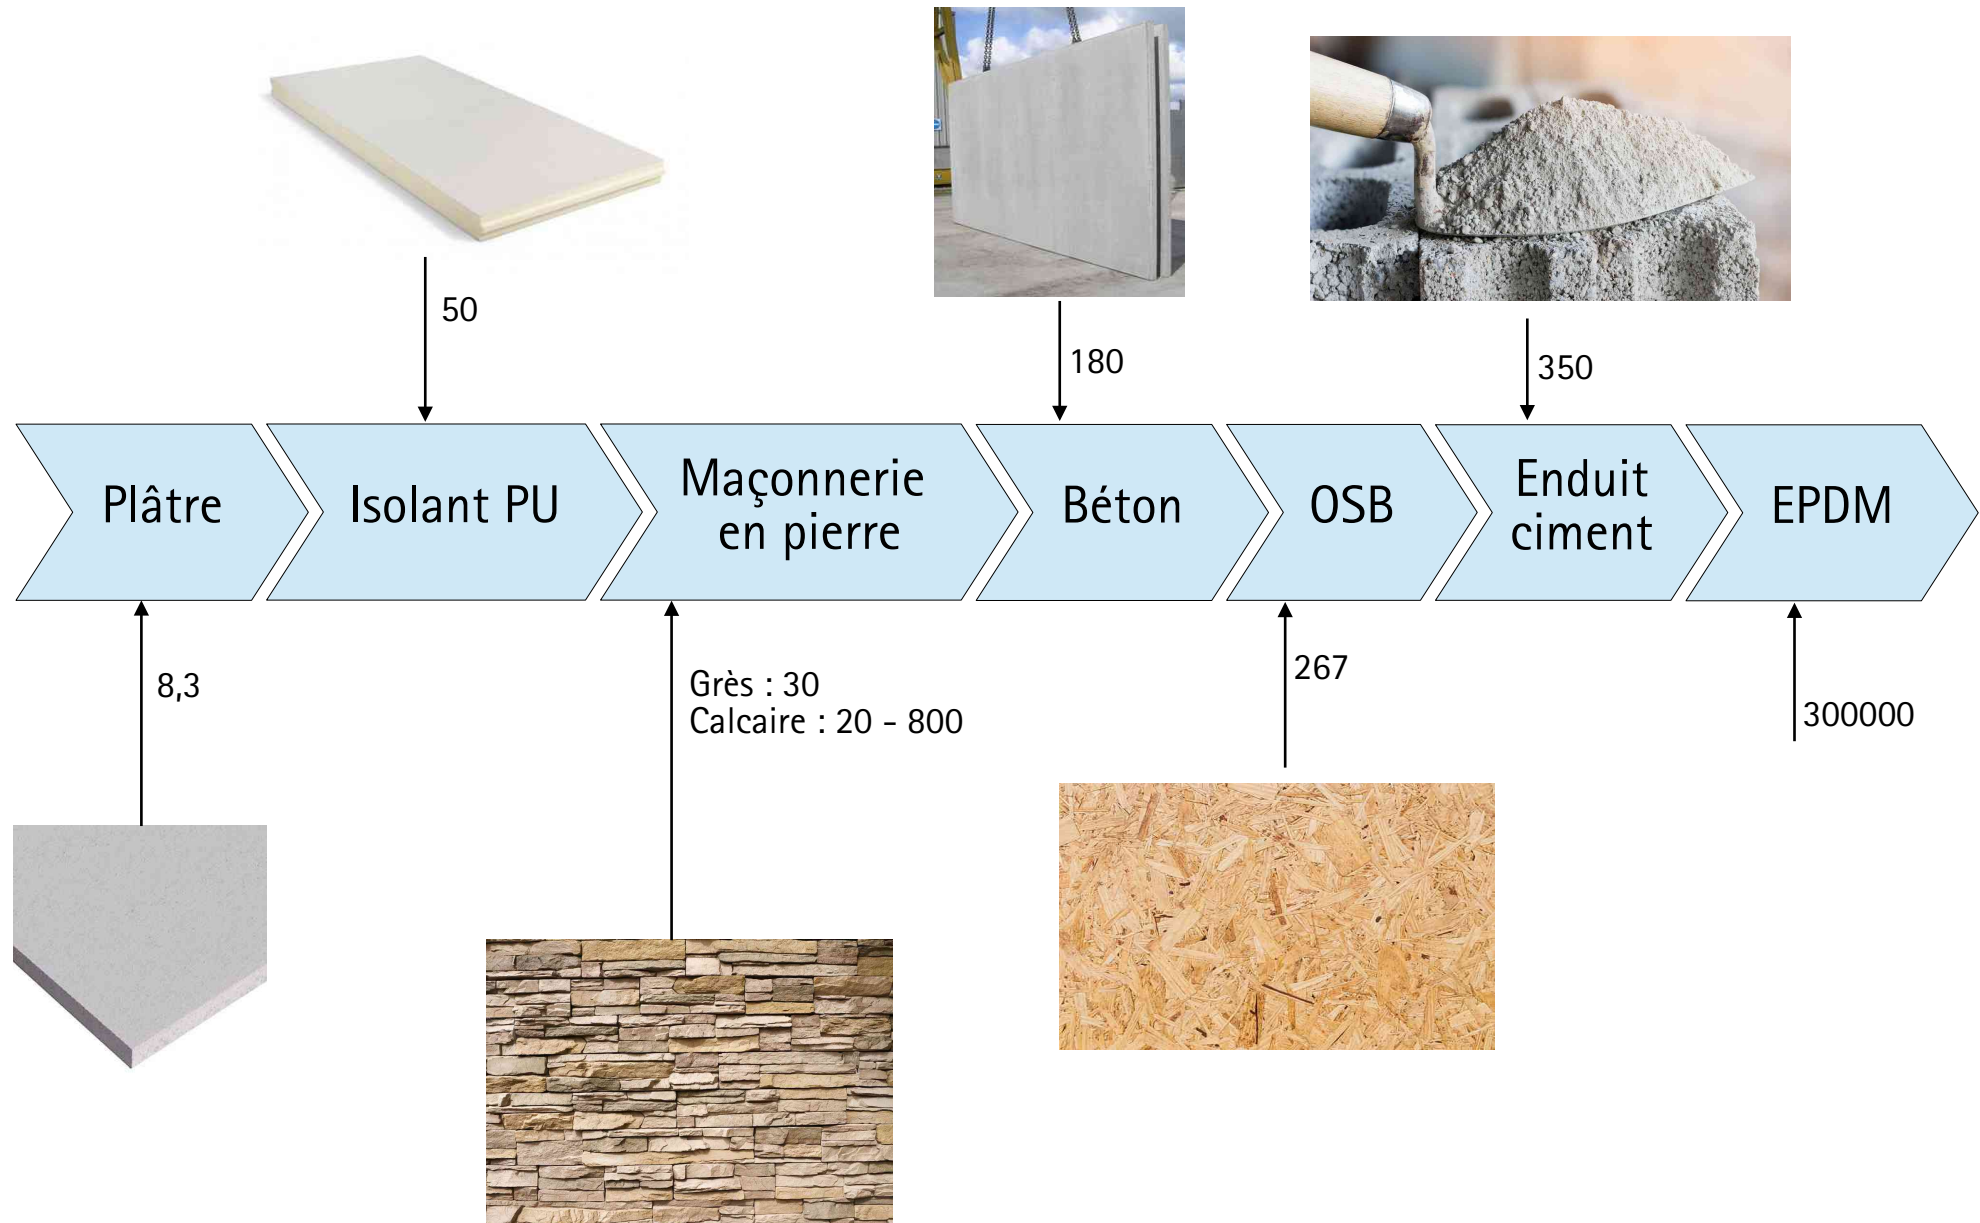 50
180
350
Plâtre
Isolant PU
Maçonnerie
en pierre
Béton
OSB
Enduit
ciment
EPDM
8,3
Grès : 30
Calcaire : 20 - 800
267
300000